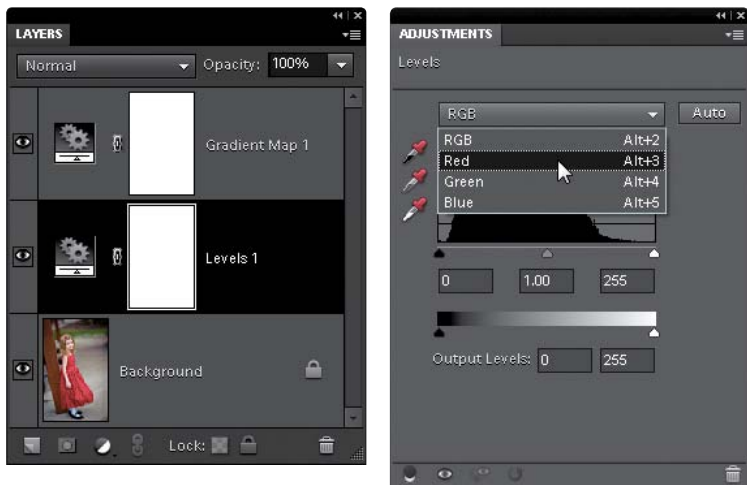 LAYERS
Normal Opacity: 100%
Gradient Map 1
Levels 1
Background
Lock:
ADJUSTMENTS
Levels
RGB Auto
RGB Alt+2
Red Alt+3
Green Alt+4
Blue Alt+5
0 1.00 255
Output Levels: 0 255